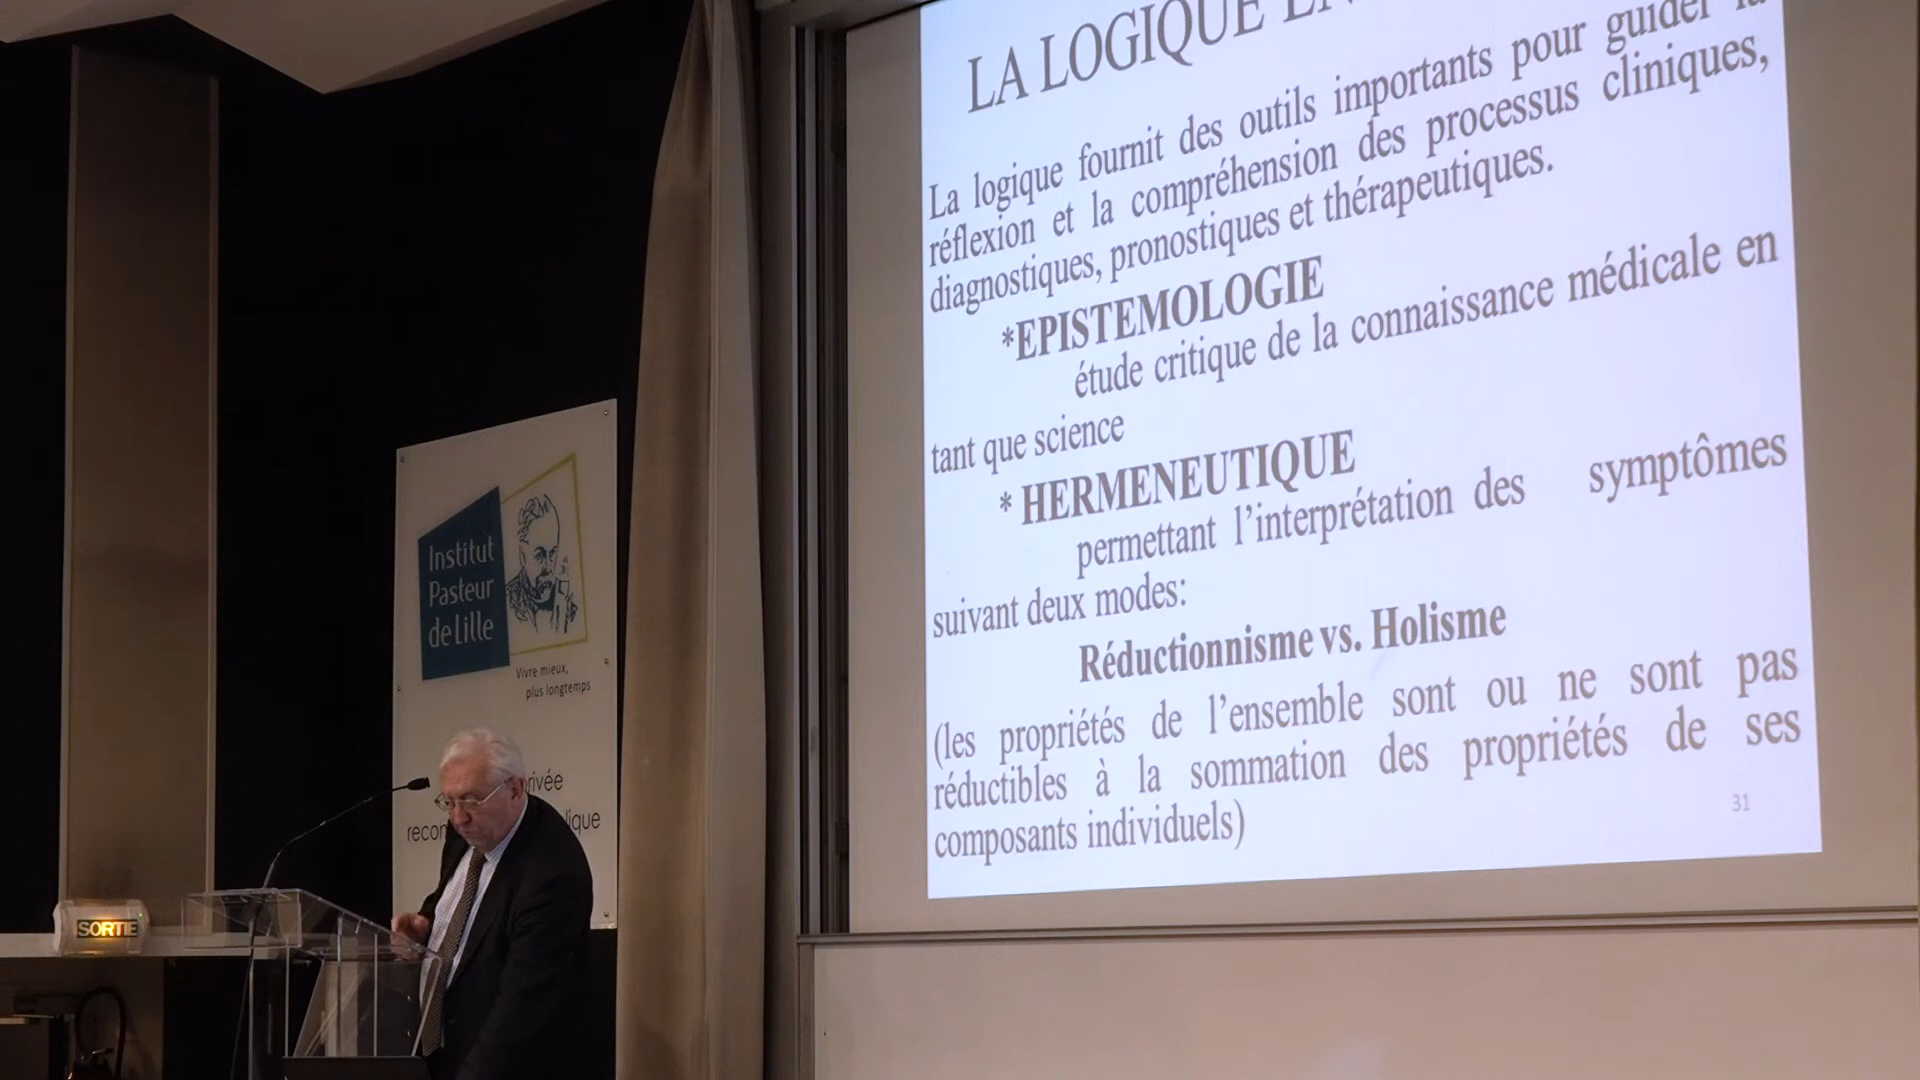 LA LOGIQUE
La logique fournit des outils importants pour guider la
réflexion et la compréhension des processus cliniques,
diagnostiques, pronostiques et thérapeutiques.
*EPISTEMOLOGIE
étude critique de la connaissance médicale en
tant que science
* HERMENEUTIQUE
permettant l’interprétation des symptômes
suivant deux modes:
Réductionnisme vs. Holisme
(les propriétés de l’ensemble sont ou ne sont pas
réductibles à la sommation des propriétés de ses
composants individuels)
31
Institut
Pasteur
de Lille
Vivre mieux,
plus longtemps
SORTIE